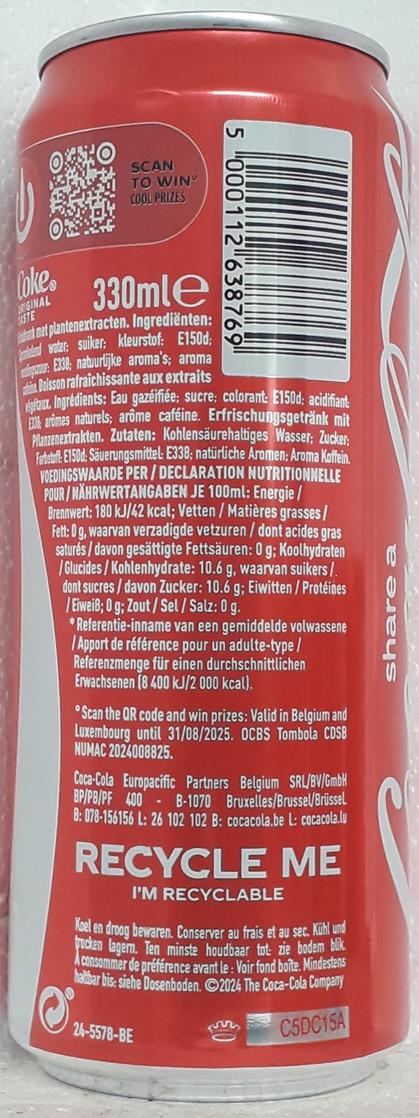 SCAN
TO WIN°
COOL PRIZES
5 000112 638769
Coke®
ORIGINAL
TASTE
330ml e
met plantenextracten. Ingrediënten:
water; suiker; kleurstof: E150d;
E338; natuurlijke aroma's; aroma
Boisson rafraîchissante aux extraits
végétaux. Ingrédients: Eau gazéifiée; sucre; colorant: E150d; acidifiant:
E338; arômes naturels; arôme caféine. Erfrischungsgetränk mit
Pflanzenextrakten. Zutaten: Kohlensäurehaltiges Wasser; Zucker;
Farbstoff: E150d; Säuerungsmittel: E338; natürliche Aromen; Aroma Koffein.
VOEDINGSWAARDE PER / DECLARATION NUTRITIONNELLE
POUR / NÄHRWERTANGABEN JE 100ml: Energie /
Brennwert: 180 kJ/42 kcal; Vetten / Matières grasses /
Fett: 0 g, waarvan verzadigde vetzuren / dont acides gras
saturés / davon gesättigte Fettsäuren: 0 g; Koolhydraten
/ Glucides / Kohlenhydrate: 10.6 g, waarvan suikers /
dont sucres / davon Zucker: 10.6 g; Eiwitten / Protéines
/ Eiweiß: 0 g; Zout / Sel / Salz: 0 g.
* Referentie-inname van een gemiddelde volwassene
/ Apport de référence pour un adulte-type /
Referenzmenge für einen durchschnittlichen
Erwachsenen (8 400 kJ/2 000 kcal).
°Scan the QR code and win prizes: Valid in Belgium and
Luxembourg until 31/08/2025. OCBS Tombola CDSB
NUMAC 2024008825.
Coca-Cola Europacific Partners Belgium SRL/BV/GmbH
BP/PB/PF 400 - B-1070 Bruxelles/Brussel/Brüssel.
B: 078-156156 L: 26 102 102 B: cocacola.be L: cocacola.lu
RECYCLE ME
I'M RECYCLABLE
Koel en droog bewaren. Conserver au frais et au sec. Kühl und
trocken lagern. Ten minste houdbaar tot: zie bodem blik.
À consommer de préférence avant le : Voir fond boîte. Mindestens
haltbar bis: siehe Dosenboden. ©2024 The Coca-Cola Company
24-5578-BE
C5DC15A
share a